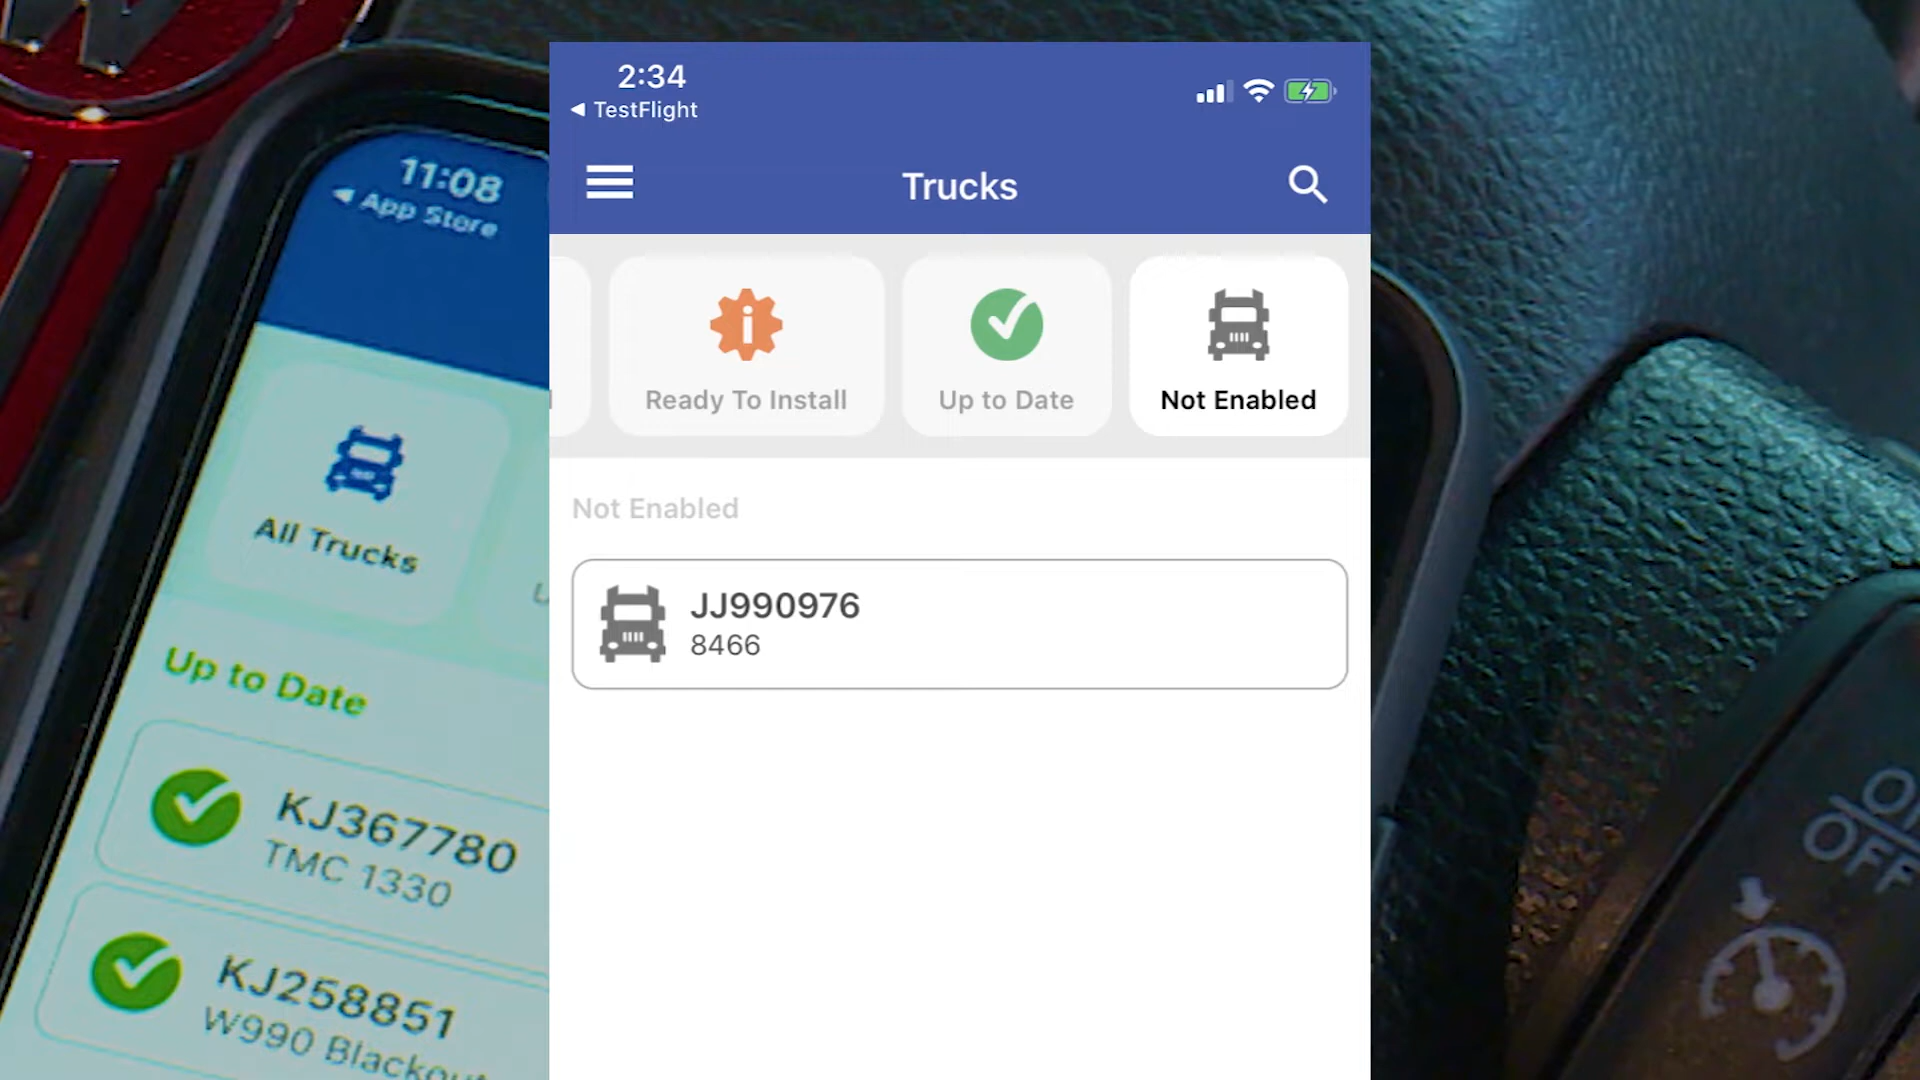 2:34
◀ TestFlight
Trucks
Ready To Install
Up to Date
Not Enabled
Not Enabled
JJ990976
8466
11:08
◀ App Store
All Trucks
Up to Date
KJ367780
TMC 1330
KJ258851
W990 Blackout
OFF